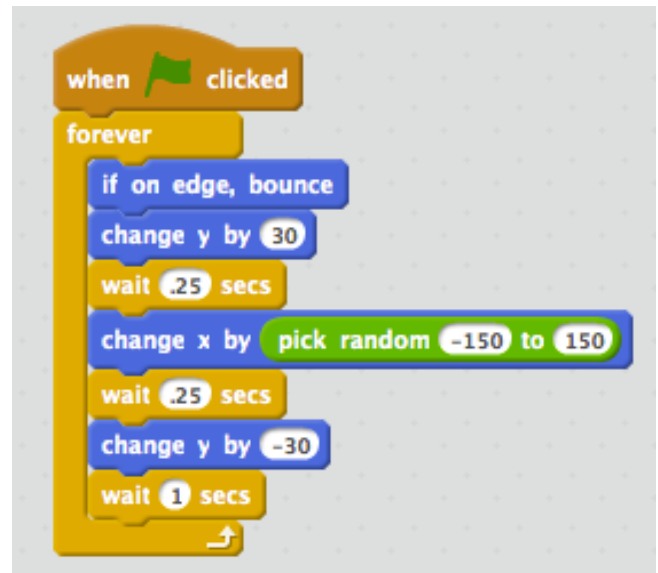 when clicked
forever
if on edge, bounce
change y by 30
wait .25 secs
change x by pick random -150 to 150
wait .25 secs
change y by -30
wait 1 secs